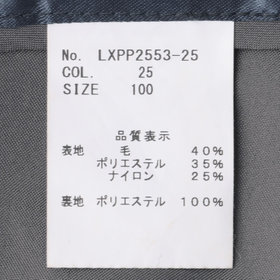 No. LXPP2553-25
COL. 25
SIZE 100
品質表示
表地 毛 40%
ポリエステル 35%
ナイロン 25%
裏地 ポリエステル 100%